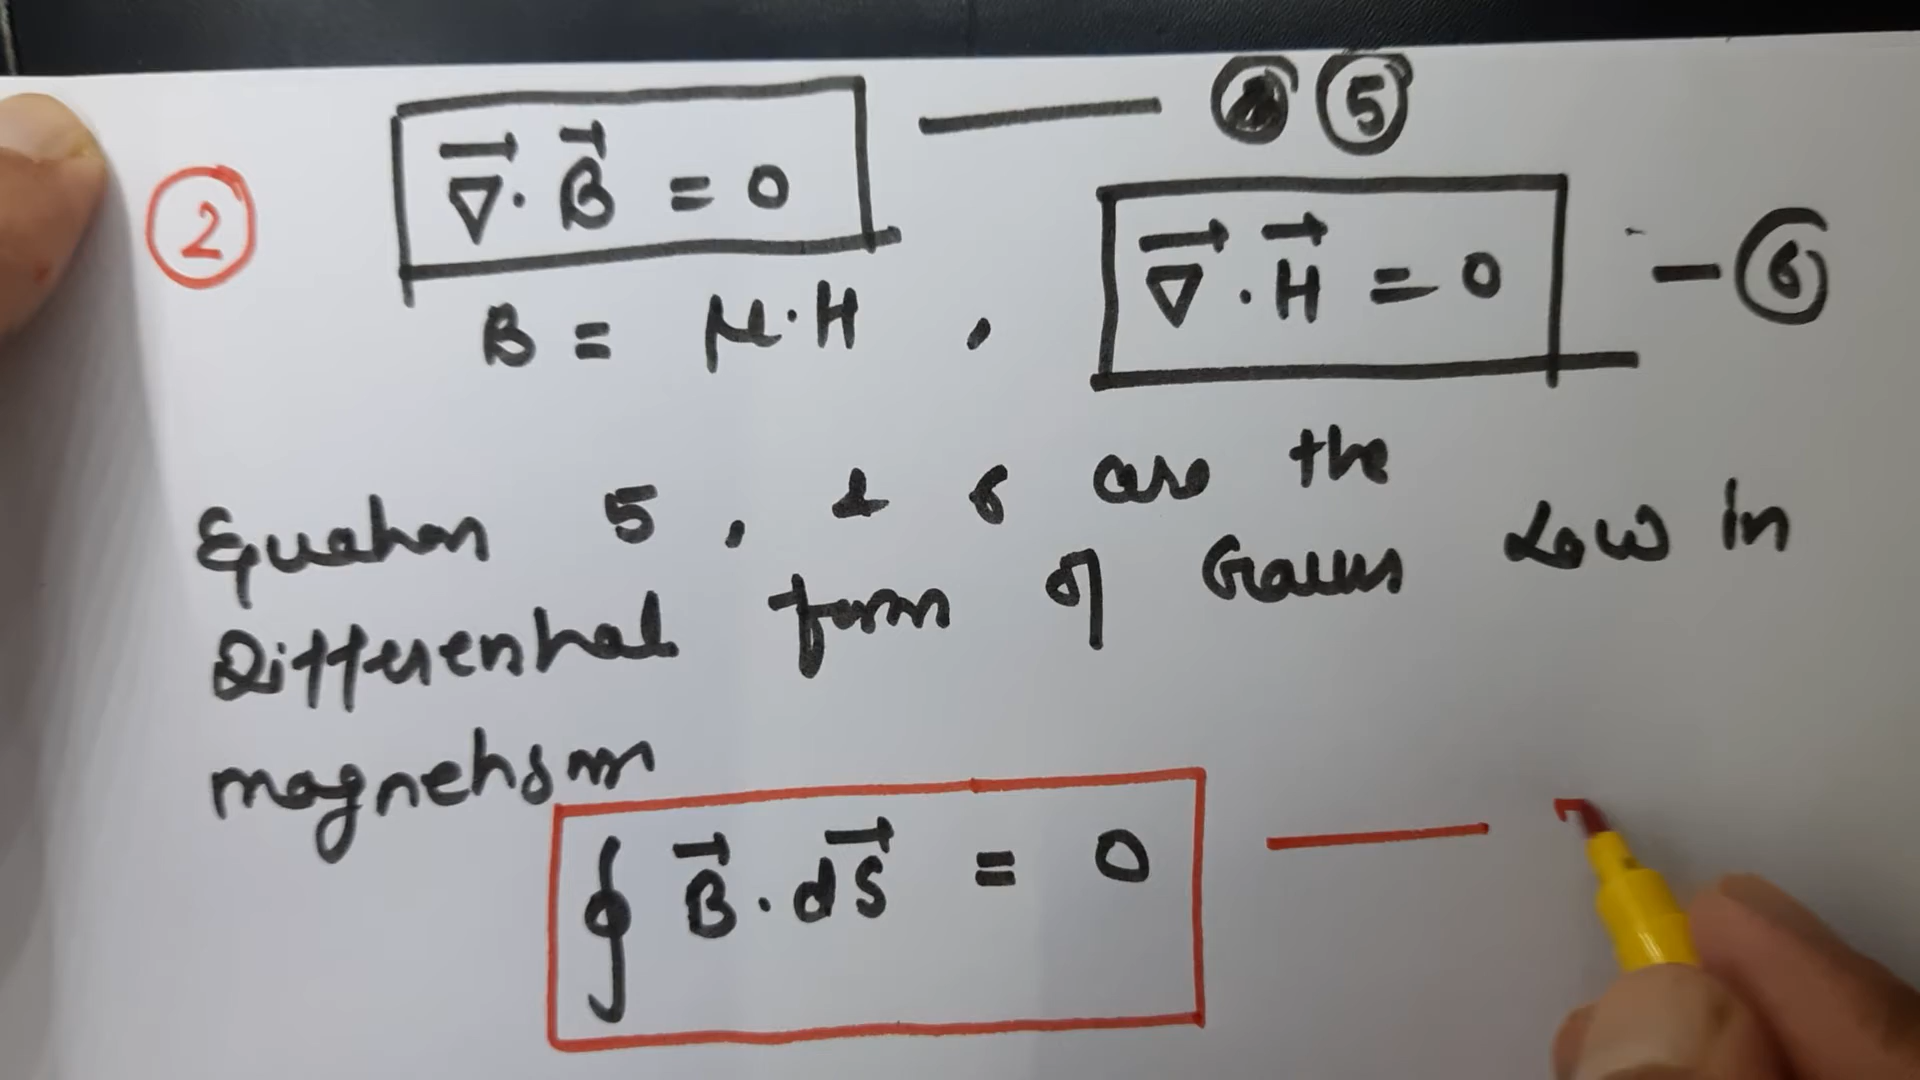 ∇⃗·B⃗ = 0 — ⑤
②
B = μ·H , ∇⃗·H⃗ = 0 — ⑥
Equation 5, & 6 are the
Differential form of Gauss Law in
magnetism
∮ B⃗·dS⃗ = 0 —